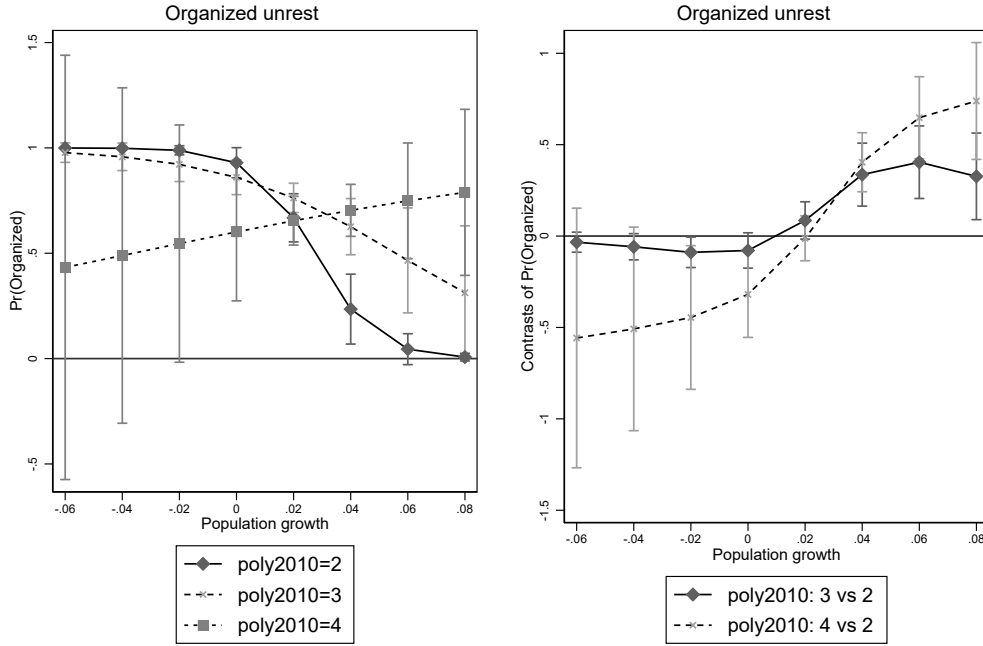 Organized unrest
1.5
1
.5
0
-.5
Pr(Organized)
-.06 -.04 -.02 0 .02 .04 .06 .08
Population growth
poly2010=2
poly2010=3
poly2010=4
Organized unrest
1
.5
0
-.5
-1
-1.5
Contrasts of Pr(Organized)
-.06 -.04 -.02 0 .02 .04 .06 .08
Population growth
poly2010: 3 vs 2
poly2010: 4 vs 2